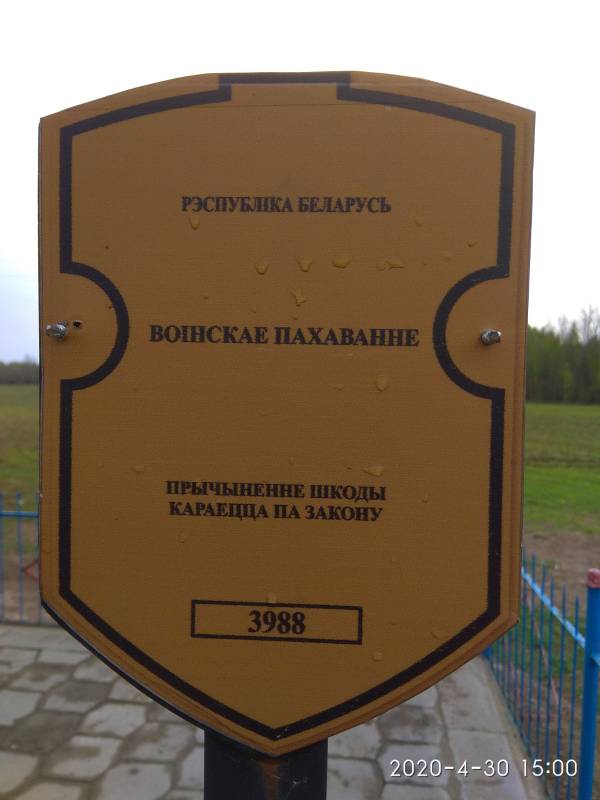 РЭСПУБЛІКА БЕЛАРУСЬ
ВОІНСКАЕ ПАХАВАННЕ
ПРЫЧЫНЕННЕ ШКОДЫ
КАРАЕЦЦА ПА ЗАКОНУ
3988
2020-4-30 15:00